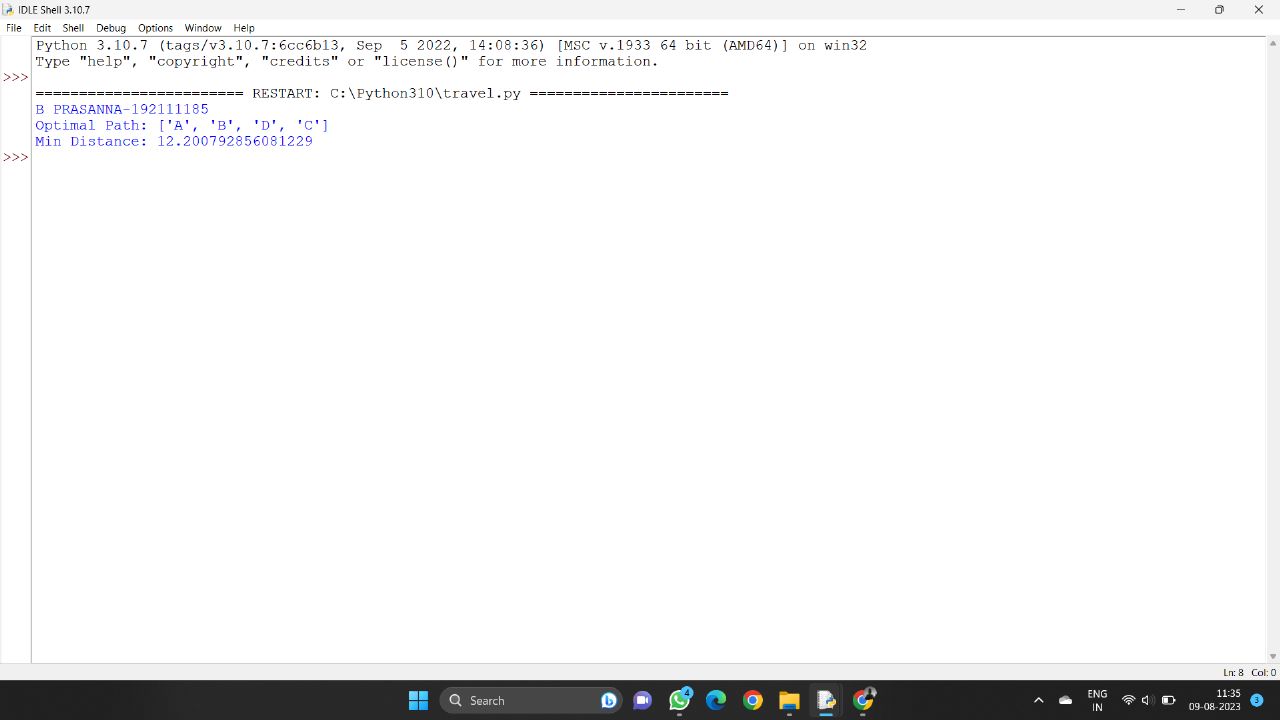 IDLE Shell 3.10.7
File Edit Shell Debug Options Window Help
Python 3.10.7 (tags/v3.10.7:6cc6b13, Sep  5 2022, 14:08:36) [MSC v.1933 64 bit (AMD64)] on win32
Type "help", "copyright", "credits" or "license()" for more information.
>>>
======================== RESTART: C:\Python310\travel.py =======================
B PRASANNA-192111185
Optimal Path: ['A', 'B', 'D', 'C']
Min Distance: 12.200792856081229
>>>
Ln: 8 Col: 0
Search
4
ENG
IN
11:35
09-08-2023
3